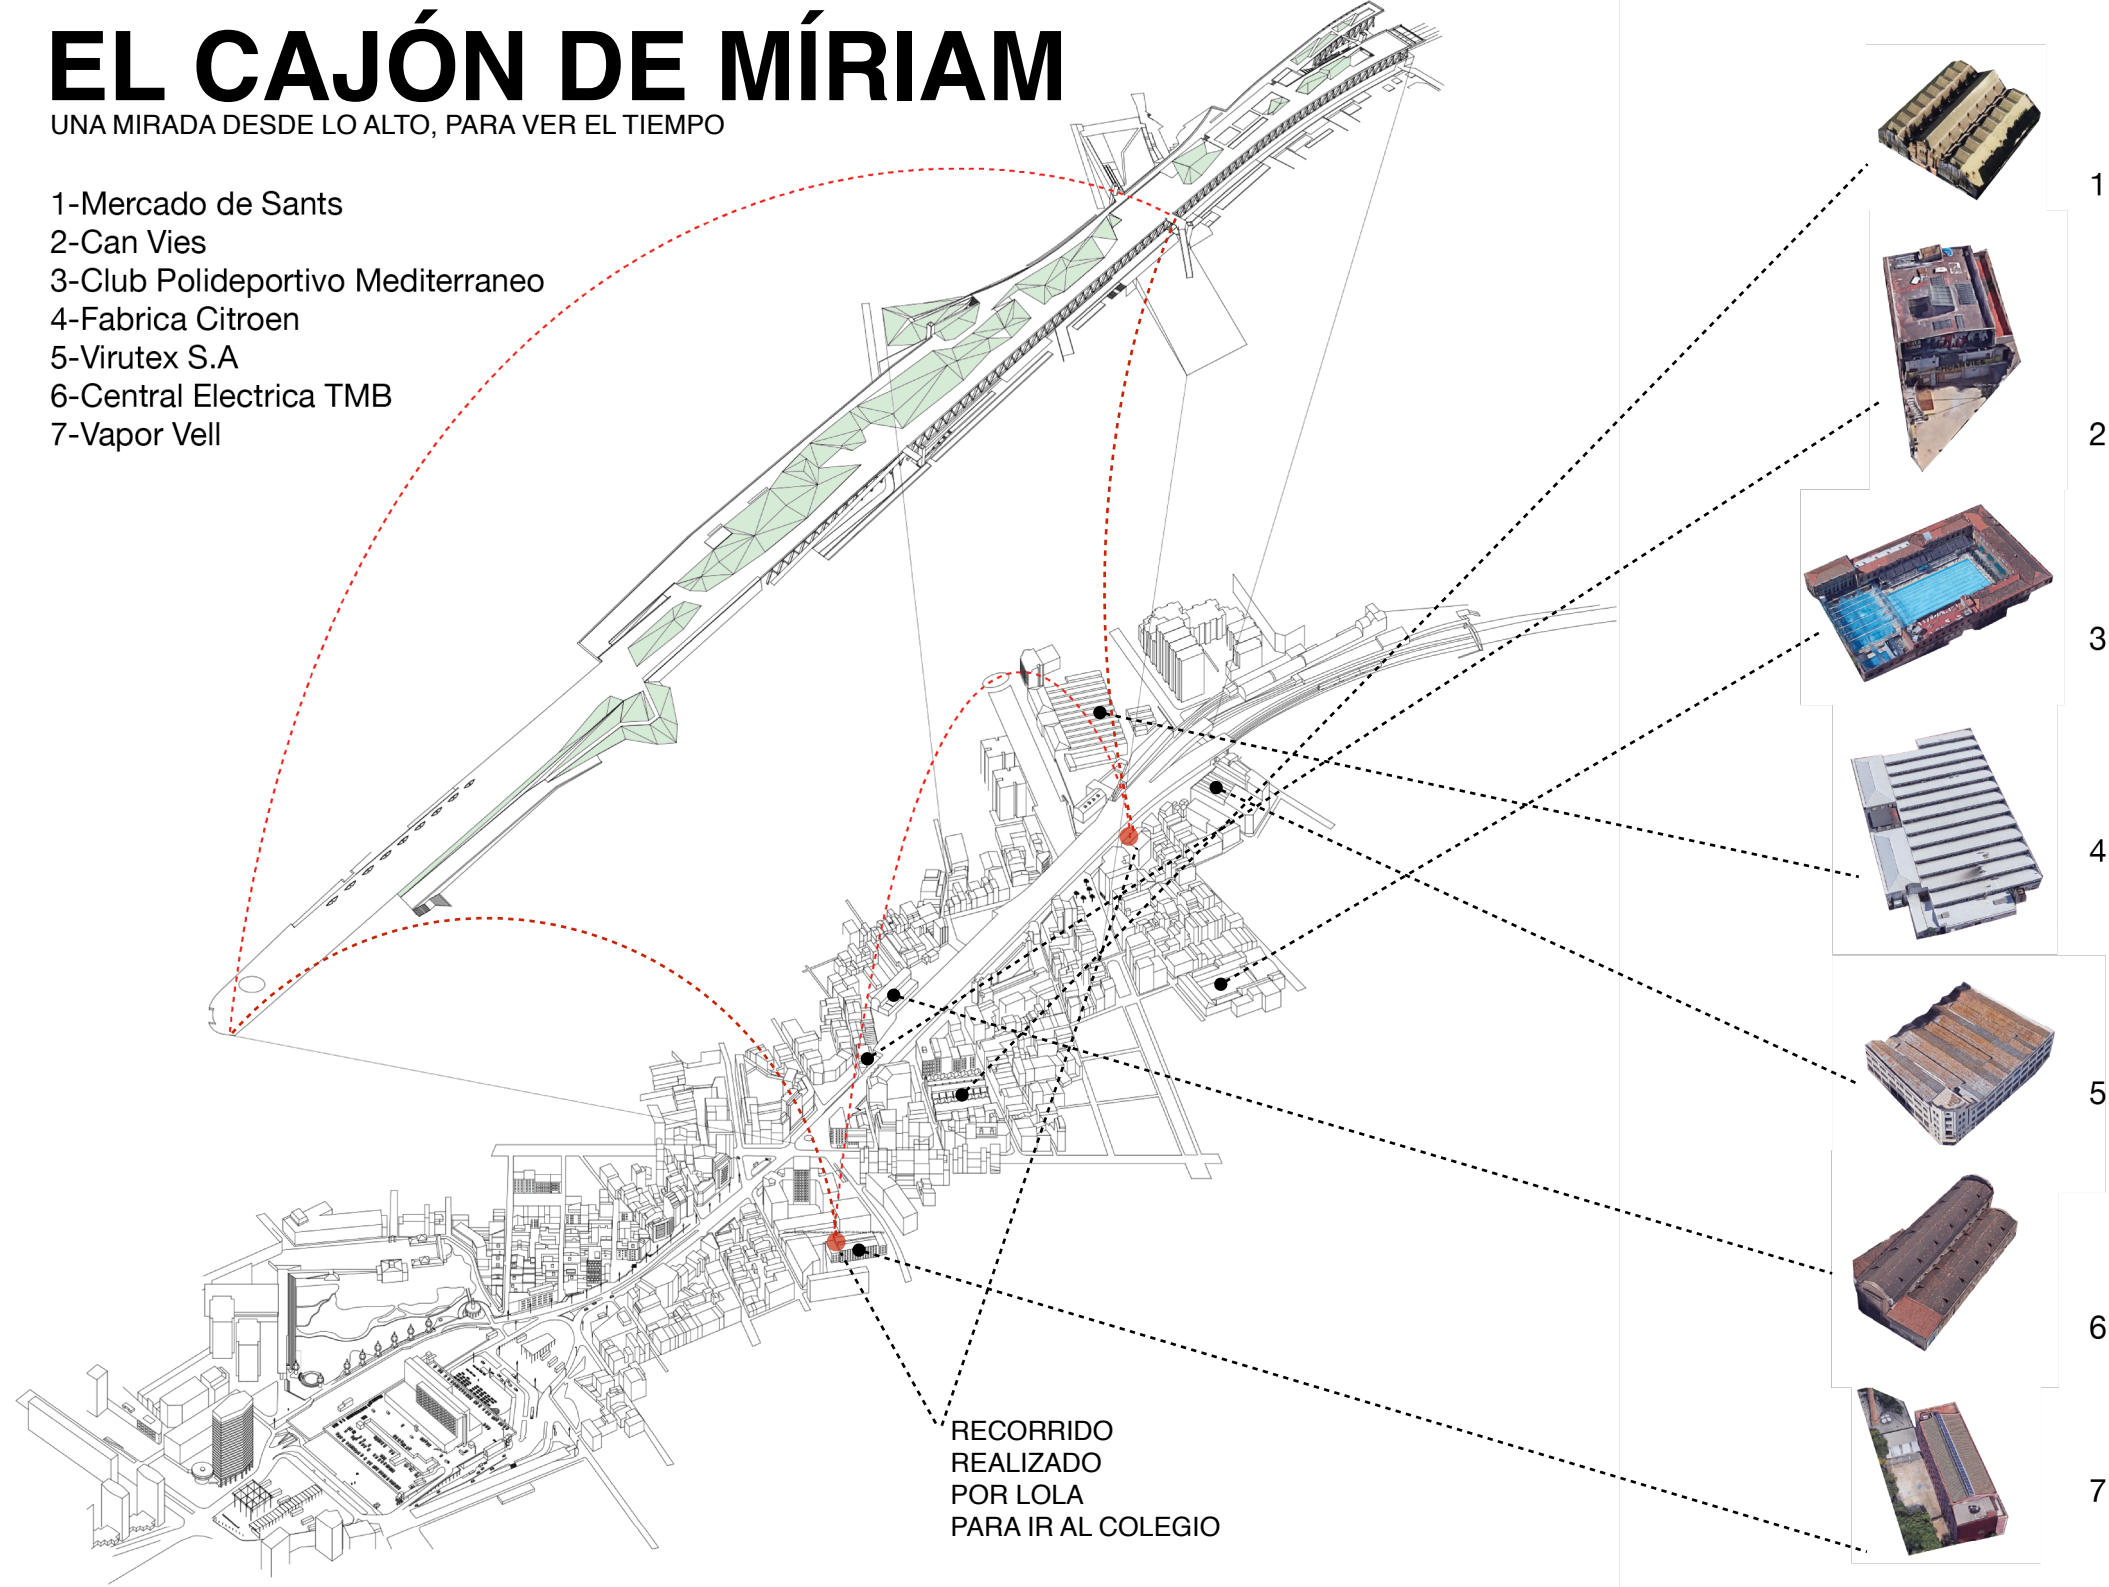 EL CAJÓN DE MÍRIAM
UNA MIRADA DESDE LO ALTO, PARA VER EL TIEMPO
1-Mercado de Sants
2-Can Vies
3-Club Polideportivo Mediterraneo
4-Fabrica Citroen
5-Virutex S.A
6-Central Electrica TMB
7-Vapor Vell
1
2
3
4
5
6
7
RECORRIDO
REALIZADO
POR LOLA
PARA IR AL COLEGIO